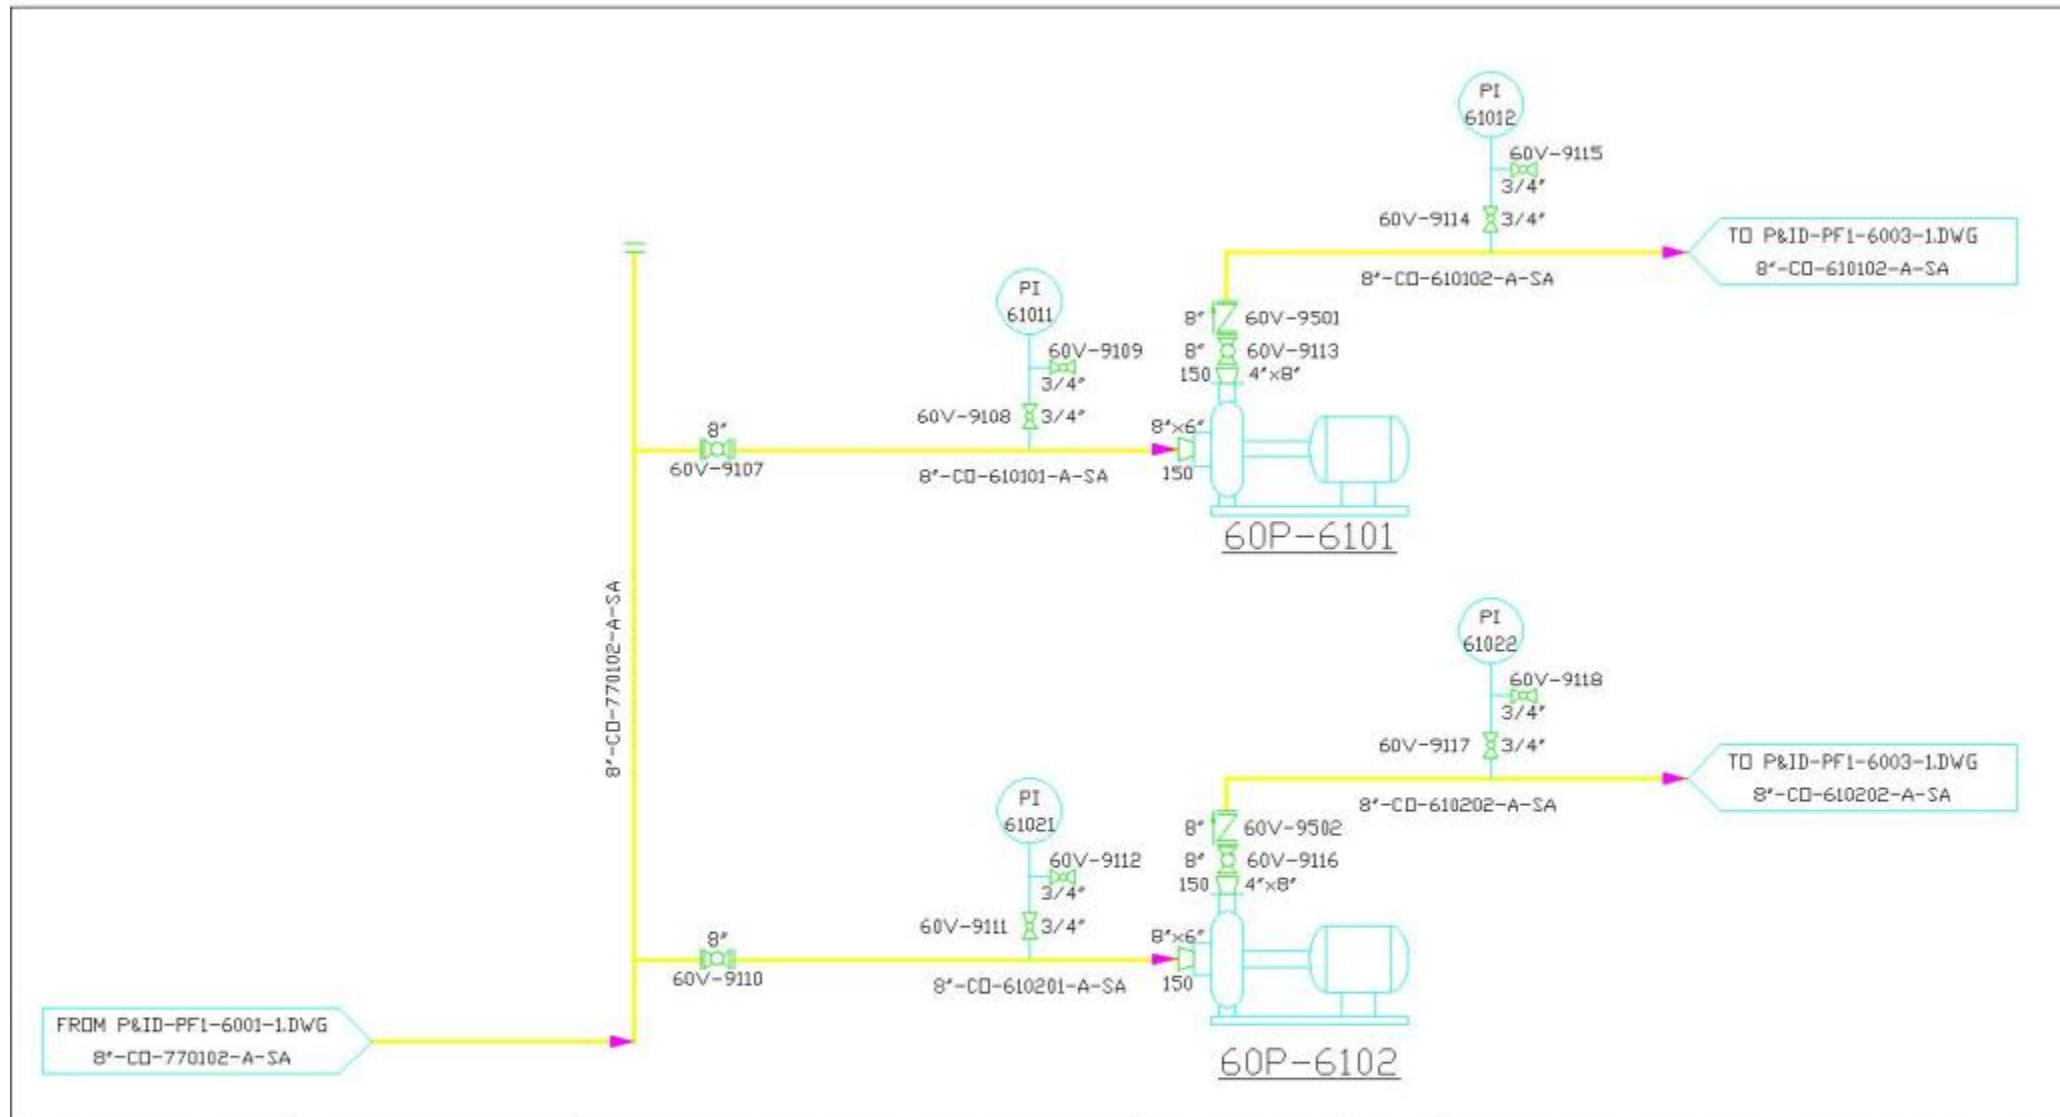 PI
61012
60V-9115
3/4"
60V-9114
3/4"
TO P&ID-PF1-6003-1.DWG
8"-CO-610102-A-SA
8"-CO-610102-A-SA
PI
61011
60V-9109
3/4"
60V-9108
3/4"
8"
60V-9501
8"
60V-9113
150
4"x8"
8"
60V-9107
8"x6"
150
8"-CO-610101-A-SA
60P-6101
8"-CO-770102-A-SA
PI
61022
60V-9118
3/4"
60V-9117
3/4"
TO P&ID-PF1-6003-1.DWG
8"-CO-610202-A-SA
8"-CO-610202-A-SA
PI
61021
60V-9112
3/4"
60V-9111
3/4"
8"
60V-9502
8"
60V-9116
150
4"x8"
8"
60V-9110
8"x6"
150
8"-CO-610201-A-SA
FROM P&ID-PF1-6001-1.DWG
8"-CO-770102-A-SA
60P-6102